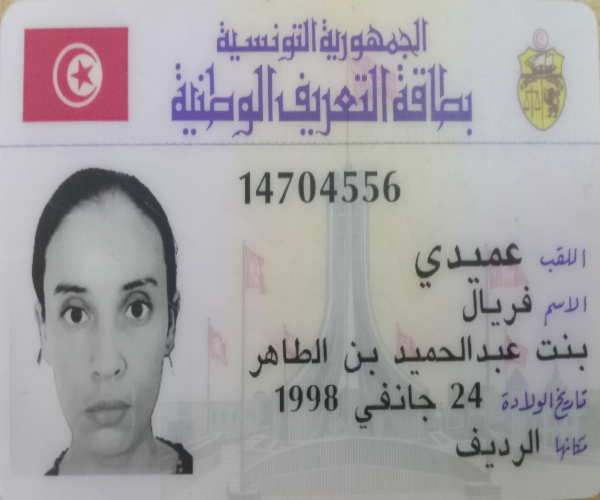 الجمهورية التونسية
بطاقة التعريف الوطنية
14704556
اللقب عميدي
الاسم فريال
بنت عبدالحميد بن الطاهر
تاريخ الولادة 24 جانفي 1998
مكانها الرديف